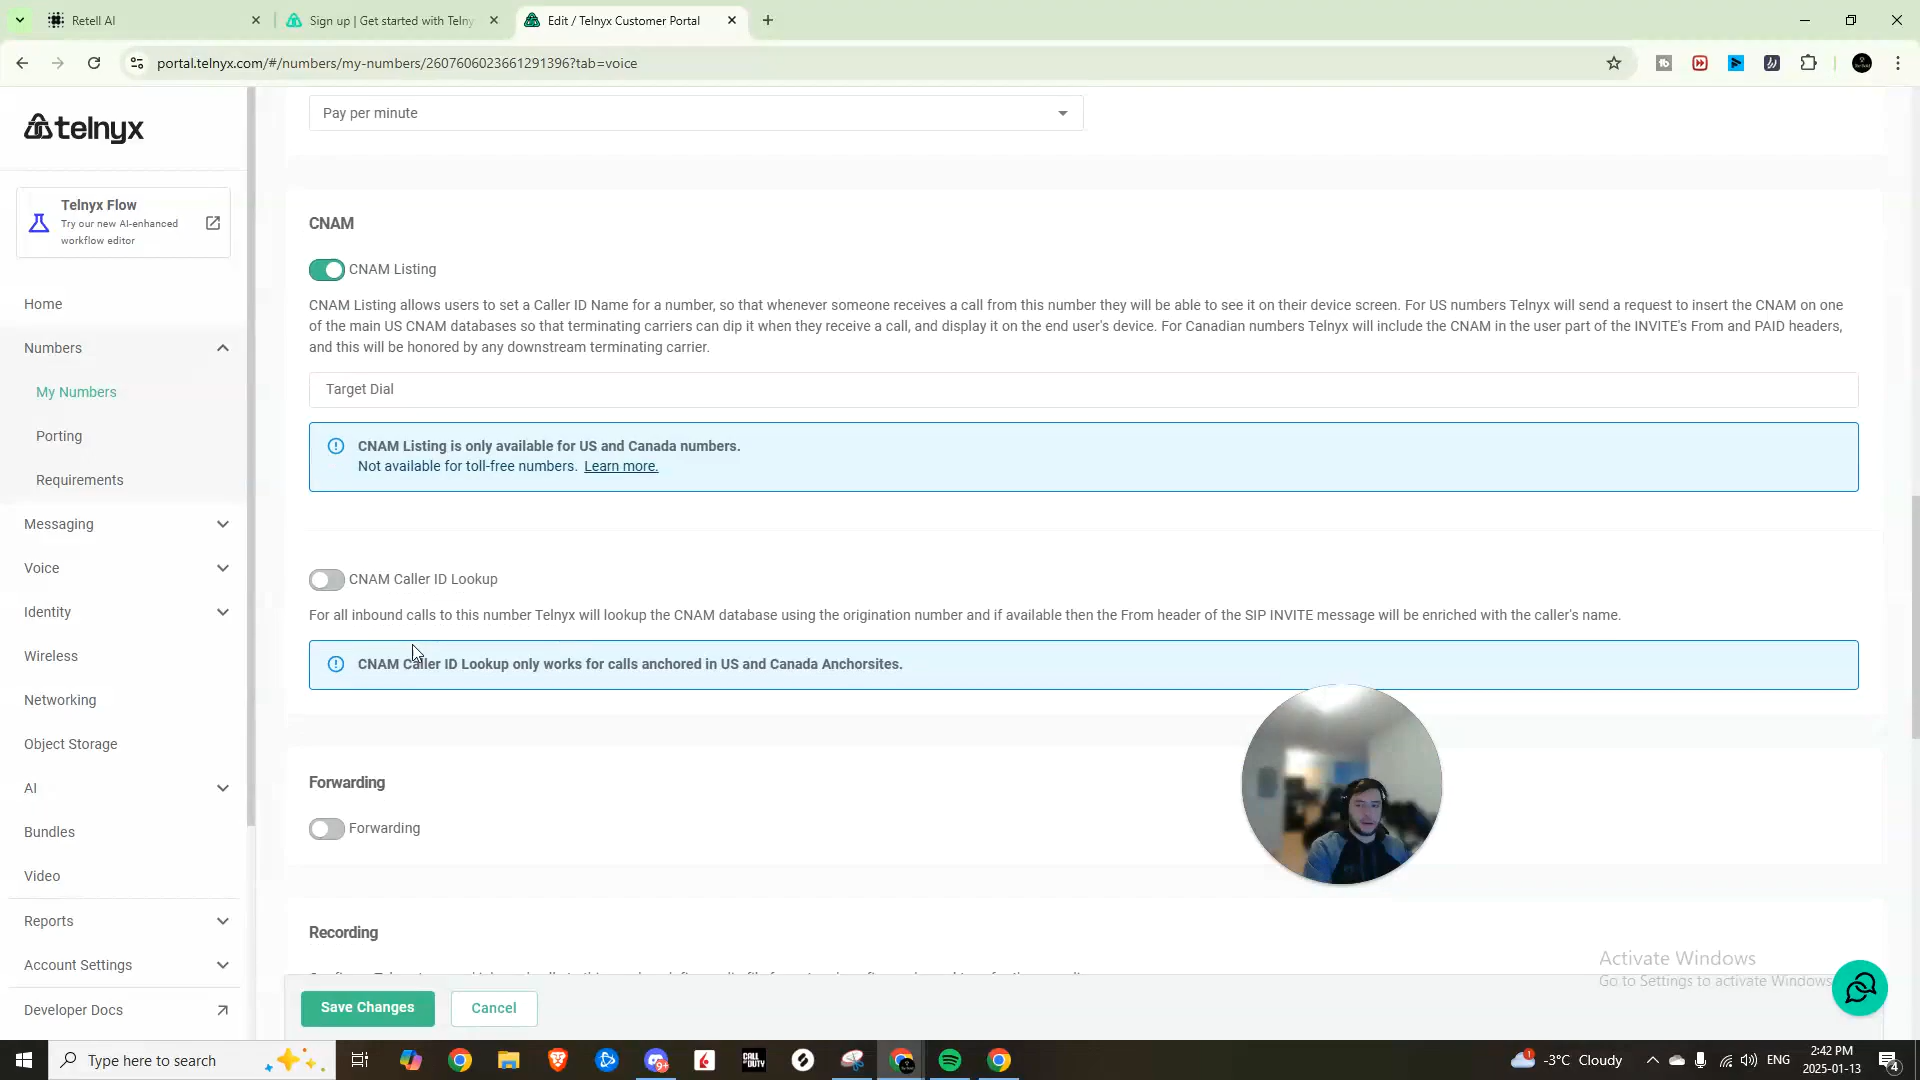 Retell AI
Sign up | Get started with Telny
Edit / Telnyx Customer Portal
portal.telnyx.com/#/numbers/my-numbers/2607606023661291396?tab=voice
telnyx
Telnyx Flow
Try our new AI-enhanced
workflow editor
Home
Numbers
My Numbers
Porting
Requirements
Messaging
Voice
Identity
Wireless
Networking
Object Storage
AI
Bundles
Video
Reports
Account Settings
Developer Docs
Pay per minute
CNAM
CNAM Listing
CNAM Listing allows users to set a Caller ID Name for a number, so that whenever someone receives a call from this number they will be able to see it on their device screen. For US numbers Telnyx will send a request to insert the CNAM on one
of the main US CNAM databases so that terminating carriers can dip it when they receive a call, and display it on the end user's device. For Canadian numbers Telnyx will include the CNAM in the user part of the INVITE's From and PAID headers,
and this will be honored by any downstream terminating carrier.
Target Dial
CNAM Listing is only available for US and Canada numbers.
Not available for toll-free numbers. Learn more.
CNAM Caller ID Lookup
For all inbound calls to this number Telnyx will lookup the CNAM database using the origination number and if available then the From header of the SIP INVITE message will be enriched with the caller's name.
CNAM Caller ID Lookup only works for calls anchored in US and Canada Anchorsites.
Forwarding
Forwarding
Recording
Save Changes
Cancel
Activate Windows
Go to Settings to activate Windows
Type here to search
CALL OF DUTY
9+
1
-3°C Cloudy
ENG
2:42 PM
2025-01-13
4